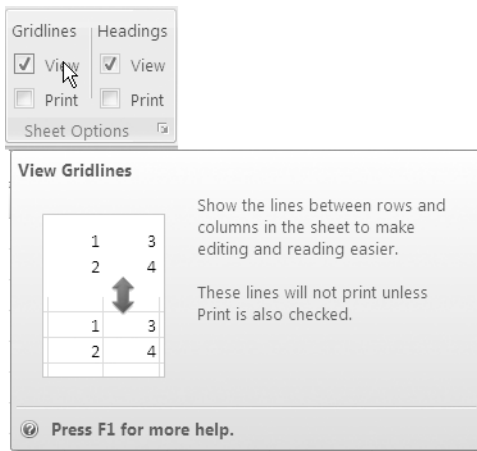 Gridlines Headings
View View
Print Print
Sheet Options
View Gridlines
1 3
2 4
1 3
2 4
Show the lines between rows and
columns in the sheet to make
editing and reading easier.
These lines will not print unless
Print is also checked.
Press F1 for more help.